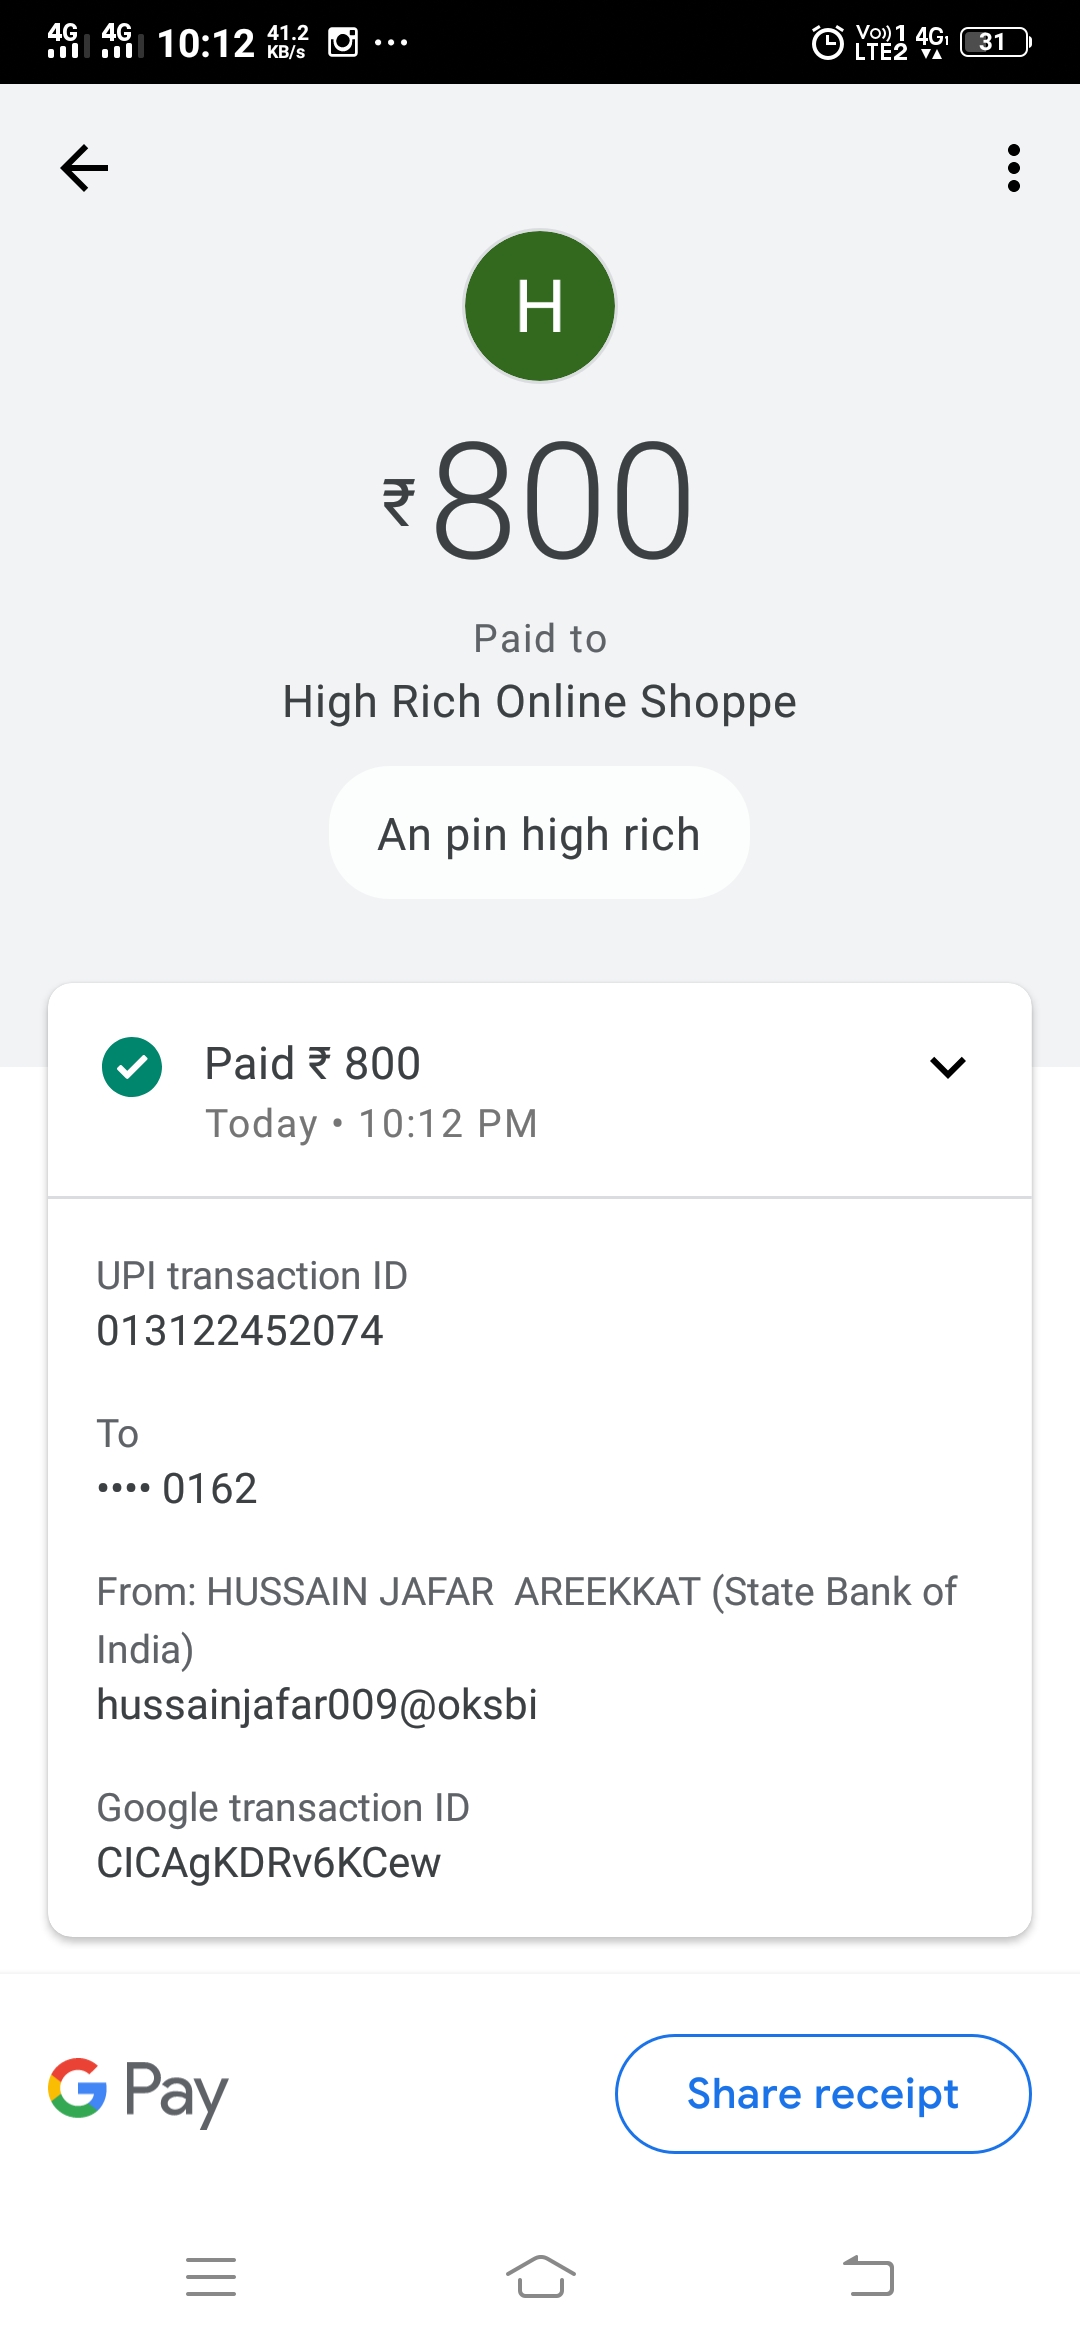 4G 4G 10:12 41.2 KB/s ... Vo)) 1 LTE2 4G1 31
H
₹800
Paid to
High Rich Online Shoppe
An pin high rich
Paid ₹ 800
Today • 10:12 PM
UPI transaction ID
013122452074
To
•••• 0162
From: HUSSAIN JAFAR  AREEKKAT (State Bank of
India)
hussainjafar009@oksbi
Google transaction ID
CICAgKDRv6KCew
G Pay
Share receipt